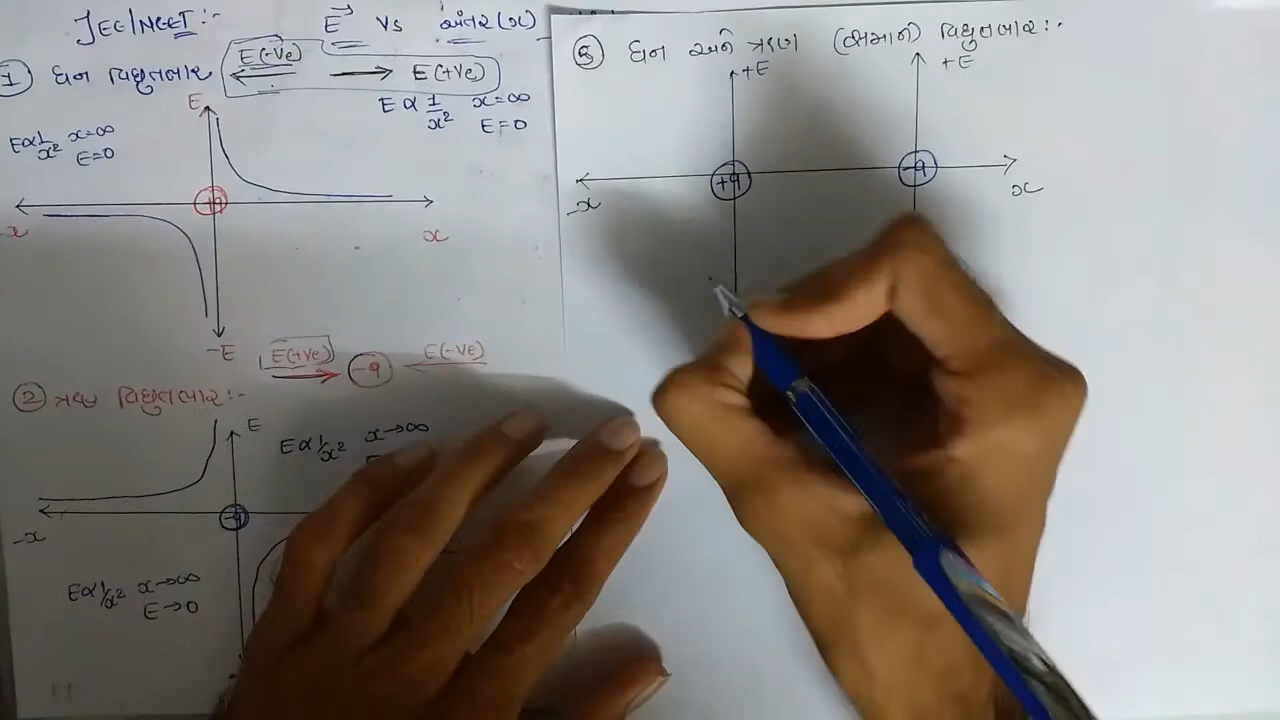 JEE/NEET:- E⃗ vs અંતર(x)
① ધન વિધુતભાર E(-ve) E(+ve)
E∝1/x² x=∞
E=0
E
E∝1/x² x=∞
E=0
+q
-x
x
-E
E(+ve) -q E(-ve)
② ઋણ વિધુતભાર:-
E
E∝1/x² x→∞
-q
-x
E∝1/x² x→∞
E→0
③ ધન અને ઋણ (સમાન) વિધુતભાર:-
+E
+E
+q
-q
-x
x